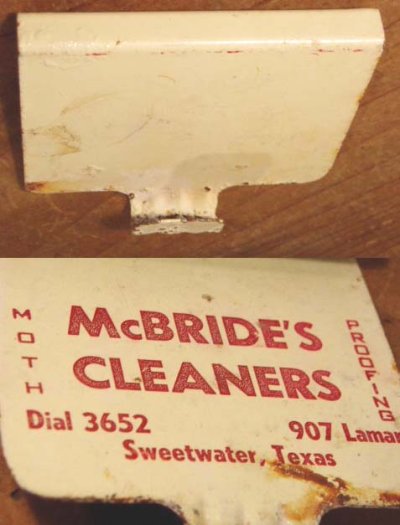 MOTH
McBRIDE'S
CLEANERS
PROOFING
Dial 3652
907 Lamar
Sweetwater, Texas